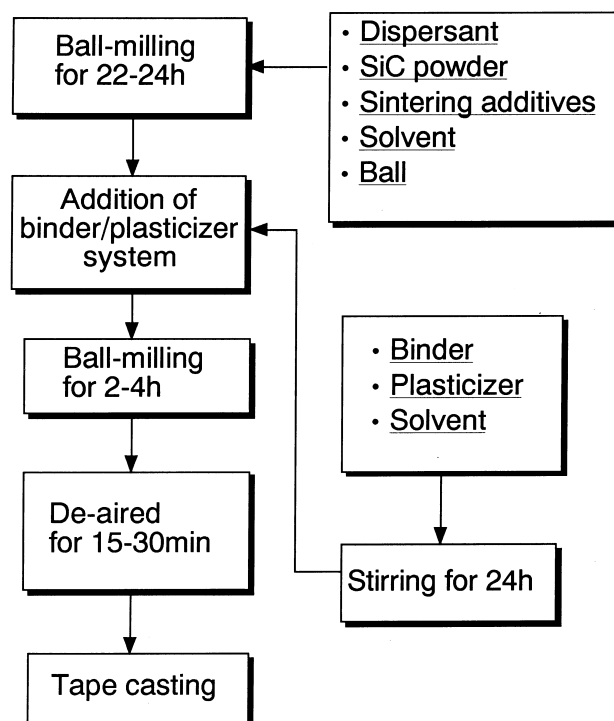 Ball-milling
for 22-24h
• Dispersant
• SiC powder
• Sintering additives
• Solvent
• Ball
Addition of
binder/plasticizer
system
Ball-milling
for 2-4h
• Binder
• Plasticizer
• Solvent
De-aired
for 15-30min
Stirring for 24h
Tape casting